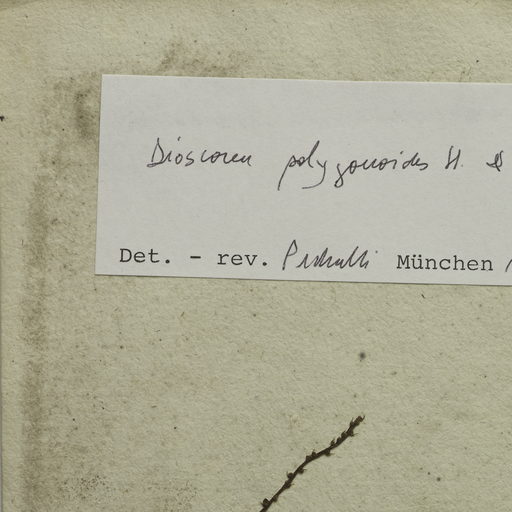 Dioscorea polygonoides H. &
Det. - rev. München